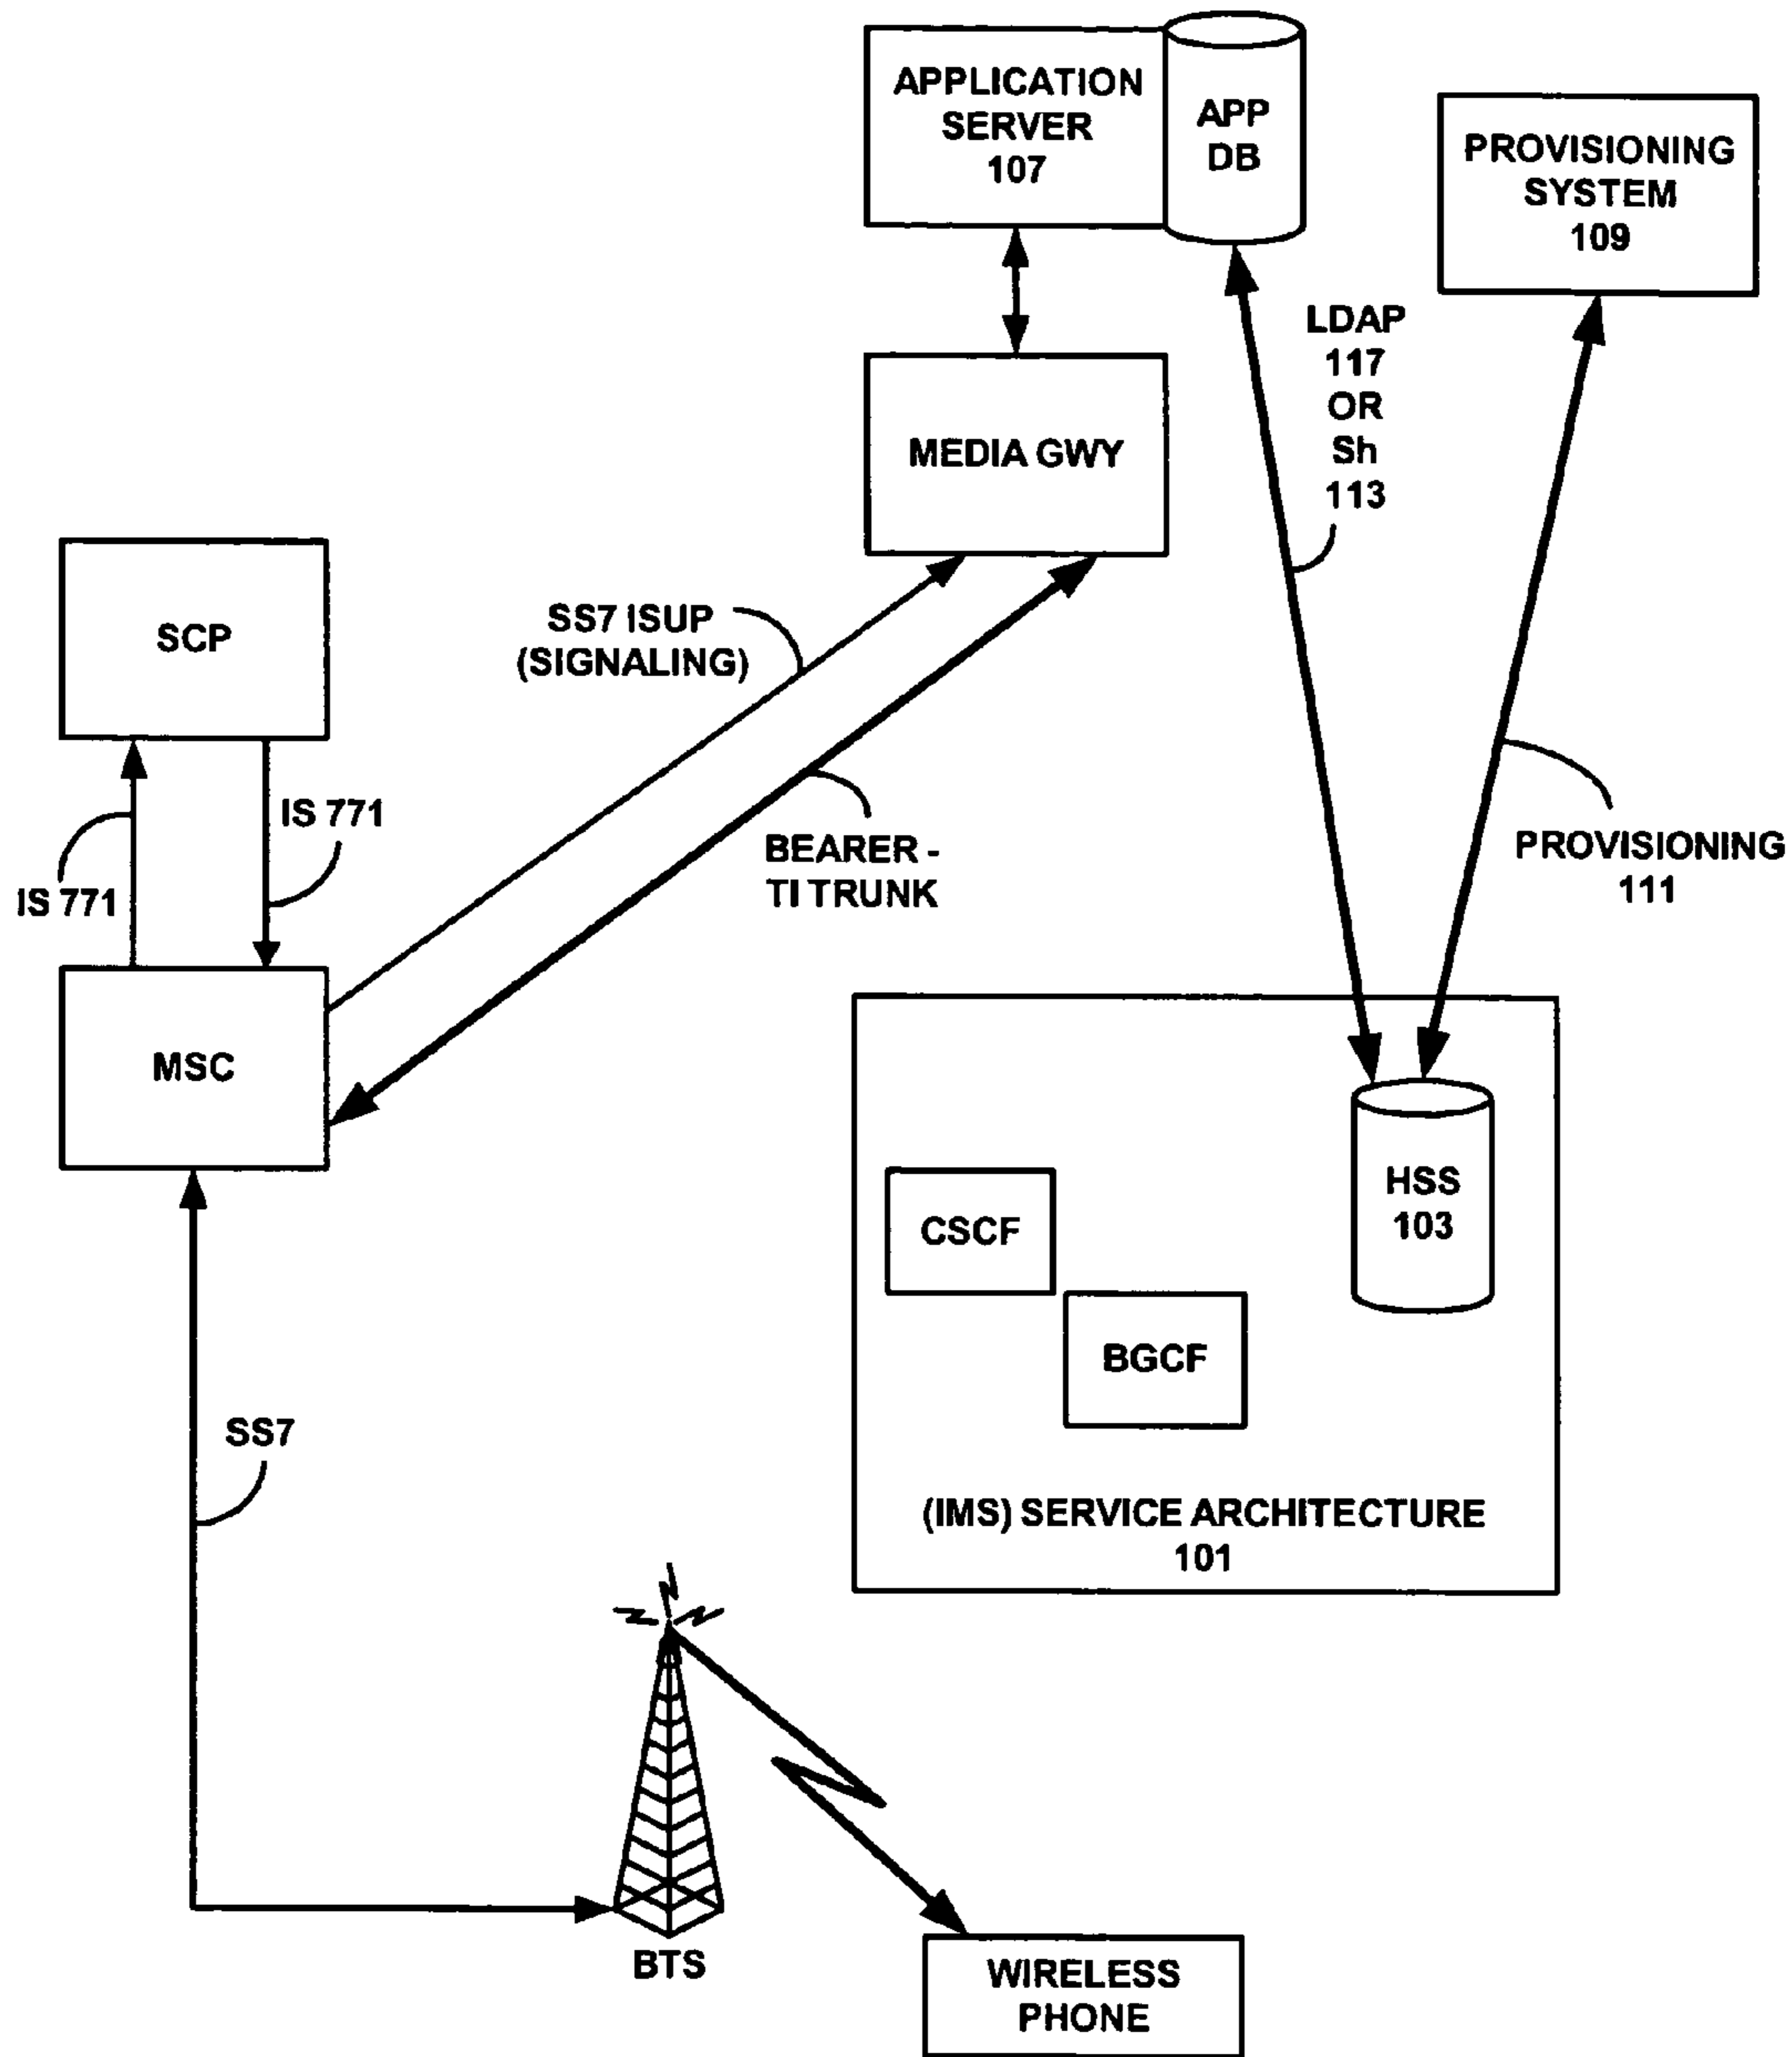 APPLICATION
SERVER
107
APP
DB
PROVISIONING
SYSTEM
109
LDAP
117
OR
Sh
113
MEDIA GWY
SCP
SS7 ISUP
(SIGNALING)
IS 771
IS 771
BEARER -
TI TRUNK
PROVISIONING
111
MSC
HSS
103
CSCF
BGCF
SS7
(IMS) SERVICE ARCHITECTURE
101
BTS
WIRELESS
PHONE